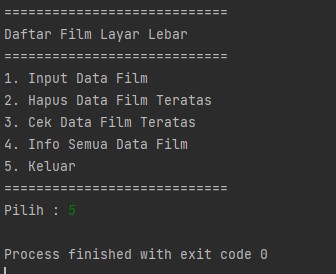 ============================
Daftar Film Layar Lebar
============================
1. Input Data Film
2. Hapus Data Film Teratas
3. Cek Data Film Teratas
4. Info Semua Data Film
5. Keluar
============================
Pilih : 5
Process finished with exit code 0